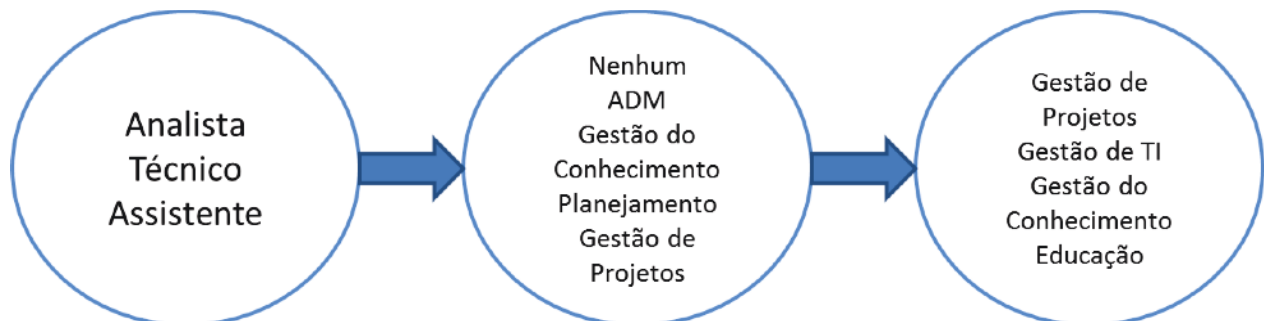 Analista
Técnico
Assistente
Nenhum
ADM
Gestão do
Conhecimento
Planejamento
Gestão de
Projetos
Gestão de
Projetos
Gestão de TI
Gestão do
Conhecimento
Educação